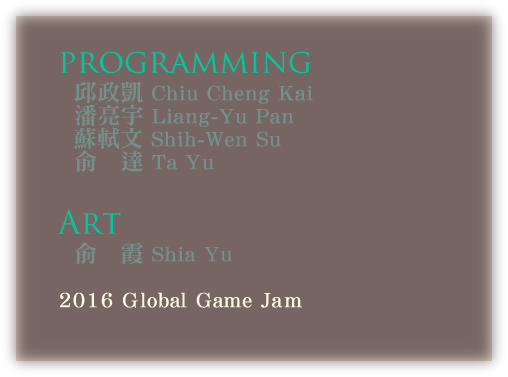 PROGRAMMING
邱政凱 Chiu Cheng Kai
潘亮宇 Liang-Yu Pan
蘇軾文 Shih-Wen Su
俞　達 Ta Yu
ART
俞　霞 Shia Yu
2016 Global Game Jam